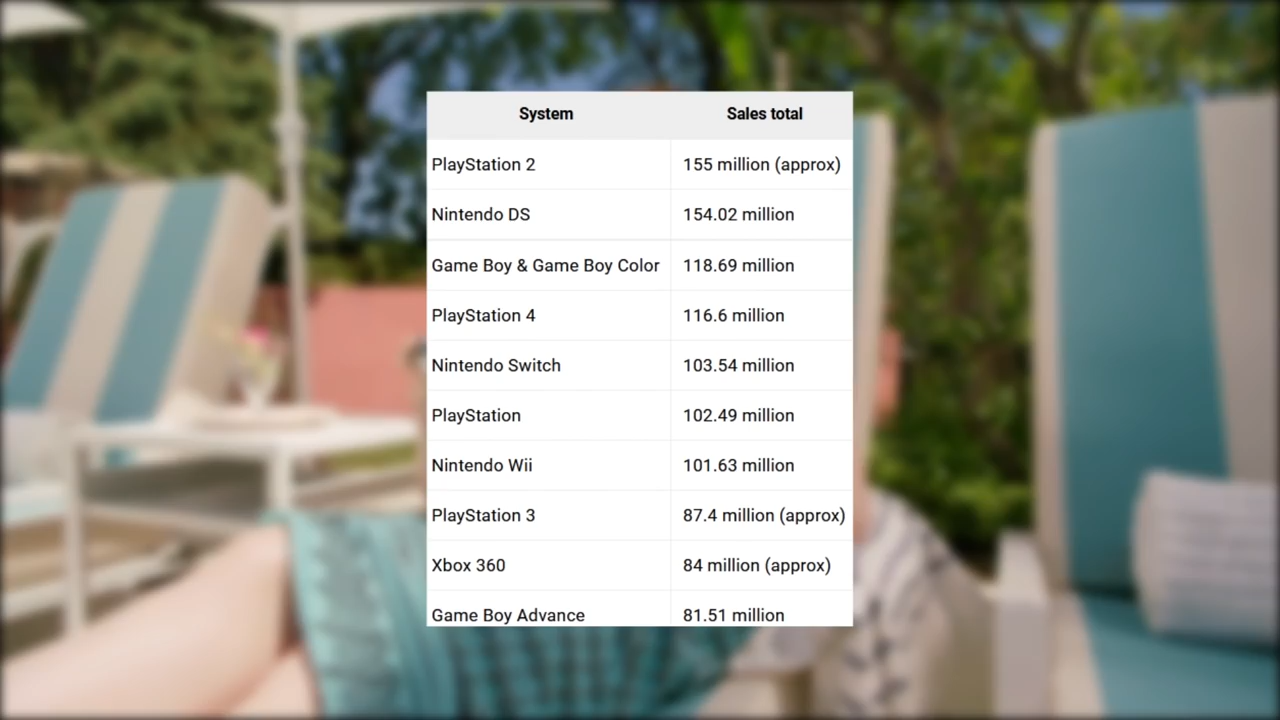 System Sales total
PlayStation 2 155 million (approx)
Nintendo DS 154.02 million
Game Boy & Game Boy Color 118.69 million
PlayStation 4 116.6 million
Nintendo Switch 103.54 million
PlayStation 102.49 million
Nintendo Wii 101.63 million
PlayStation 3 87.4 million (approx)
Xbox 360 84 million (approx)
Game Boy Advance 81.51 million